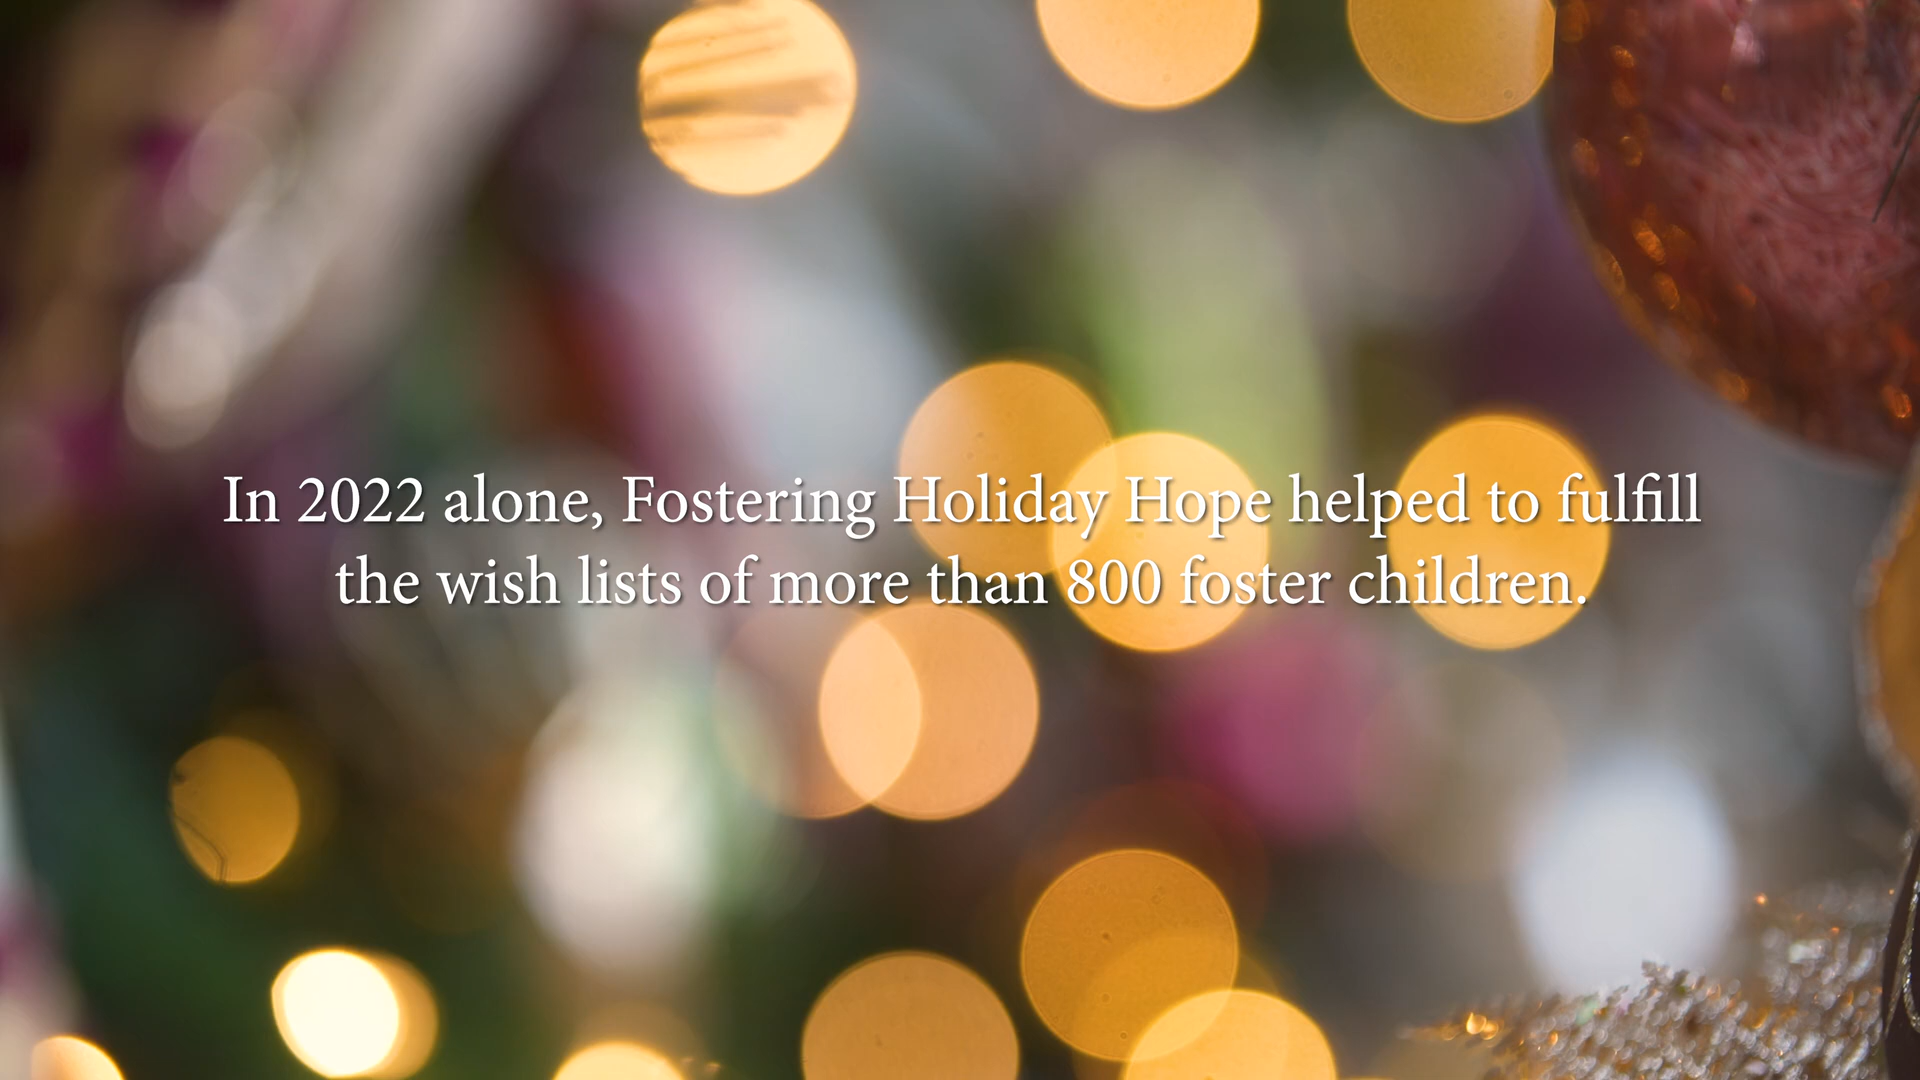 In 2022 alone, Fostering Holiday Hope helped to fulfill
the wish lists of more than 800 foster children.